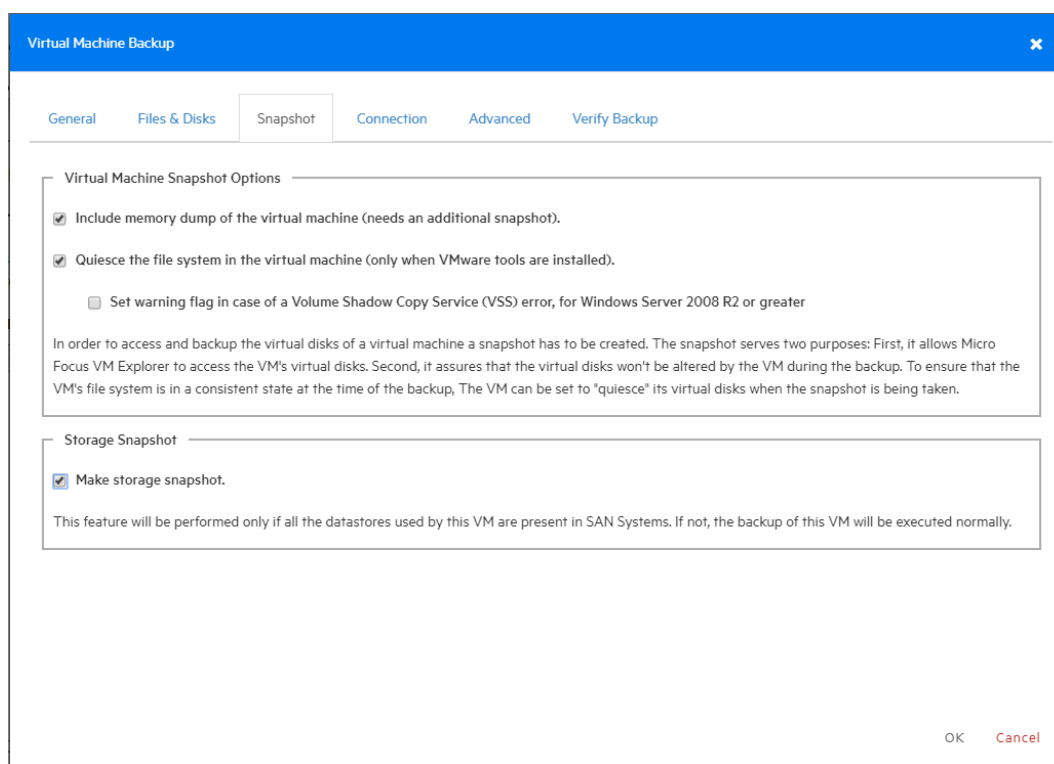 Virtual Machine Backup
General Files & Disks Snapshot Connection Advanced Verify Backup
Virtual Machine Snapshot Options
Include memory dump of the virtual machine (needs an additional snapshot).
Quiesce the file system in the virtual machine (only when VMware tools are installed).
Set warning flag in case of a Volume Shadow Copy Service (VSS) error, for Windows Server 2008 R2 or greater
In order to access and backup the virtual disks of a virtual machine a snapshot has to be created. The snapshot serves two purposes: First, it allows Micro
Focus VM Explorer to access the VM's virtual disks. Second, it assures that the virtual disks won't be altered by the VM during the backup. To ensure that the
VM's file system is in a consistent state at the time of the backup, The VM can be set to "quiesce" its virtual disks when the snapshot is being taken.
Storage Snapshot
Make storage snapshot.
This feature will be performed only if all the datastores used by this VM are present in SAN Systems. If not, the backup of this VM will be executed normally.
OK Cancel